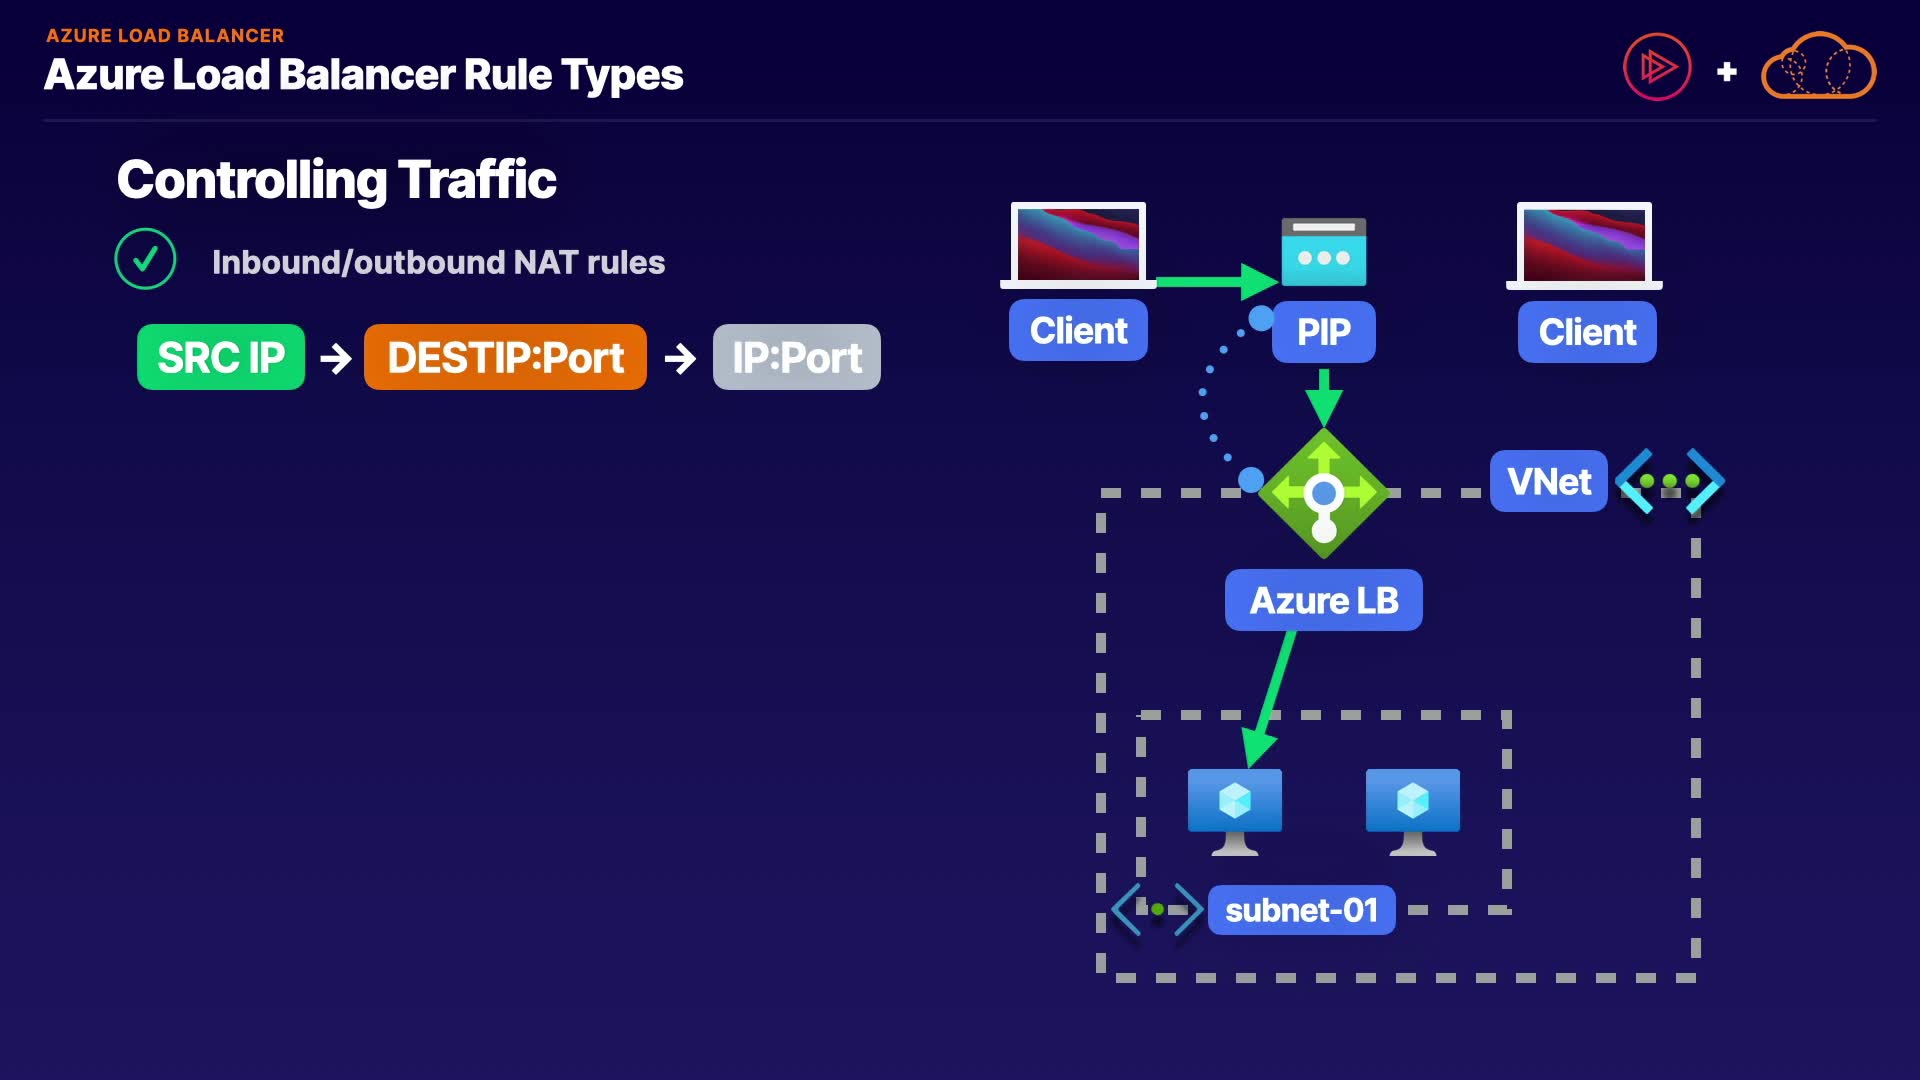 AZURE LOAD BALANCER
Azure Load Balancer Rule Types
+
Controlling Traffic
Inbound/outbound NAT rules
SRC IP → DESTIP:Port → IP:Port
Client
PIP
Client
VNet
Azure LB
subnet-01